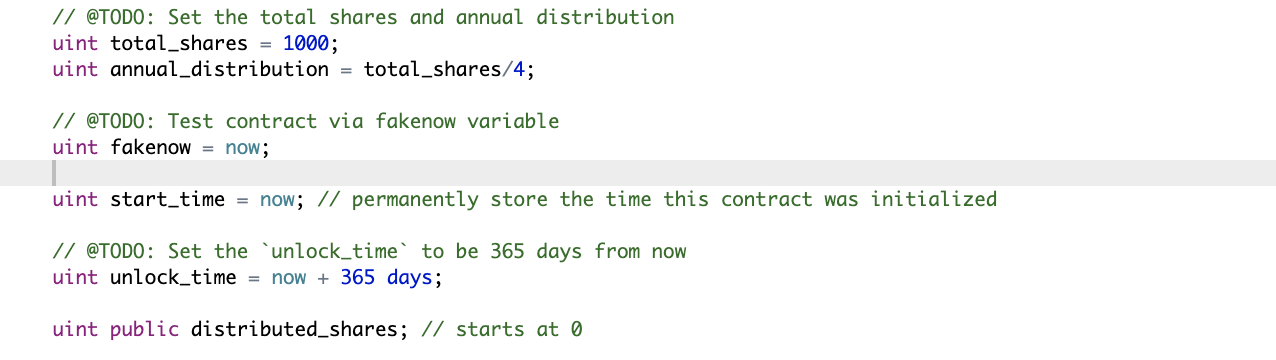 // @TODO: Set the total shares and annual distribution
uint total_shares = 1000;
uint annual_distribution = total_shares/4;
// @TODO: Test contract via fakenow variable
uint fakenow = now;
uint start_time = now; // permanently store the time this contract was initialized
// @TODO: Set the `unlock_time` to be 365 days from now
uint unlock_time = now + 365 days;
uint public distributed_shares; // starts at 0